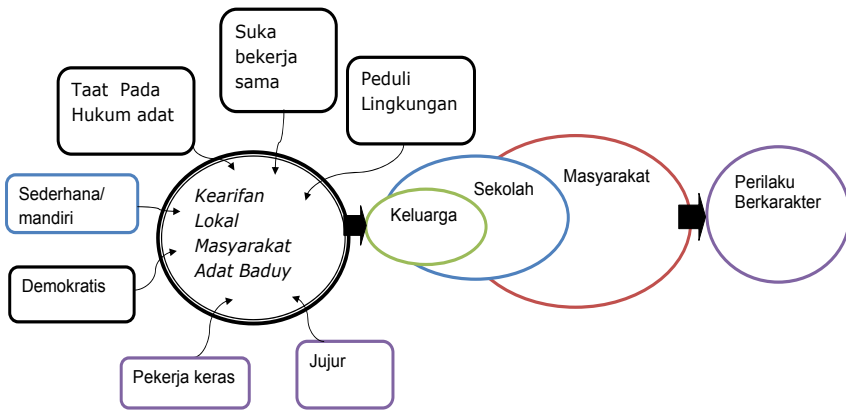 Suka
bekerja
sama
Taat Pada
Hukum adat
Peduli
Lingkungan
Sederhana/
mandiri
Kearifan
Lokal
Masyarakat
Adat Baduy
Keluarga
Sekolah
Masyarakat
Perilaku
Berkarakter
Demokratis
Pekerja keras
Jujur